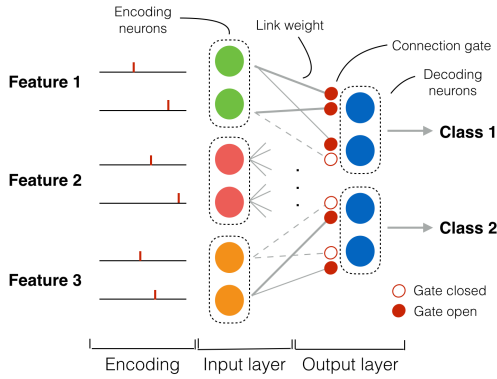 Encoding
neurons
Link weight
Connection gate
Feature 1
Decoding
neurons
Class 1
Feature 2
Class 2
Feature 3
Gate closed
Gate open
Encoding
Input layer
Output layer